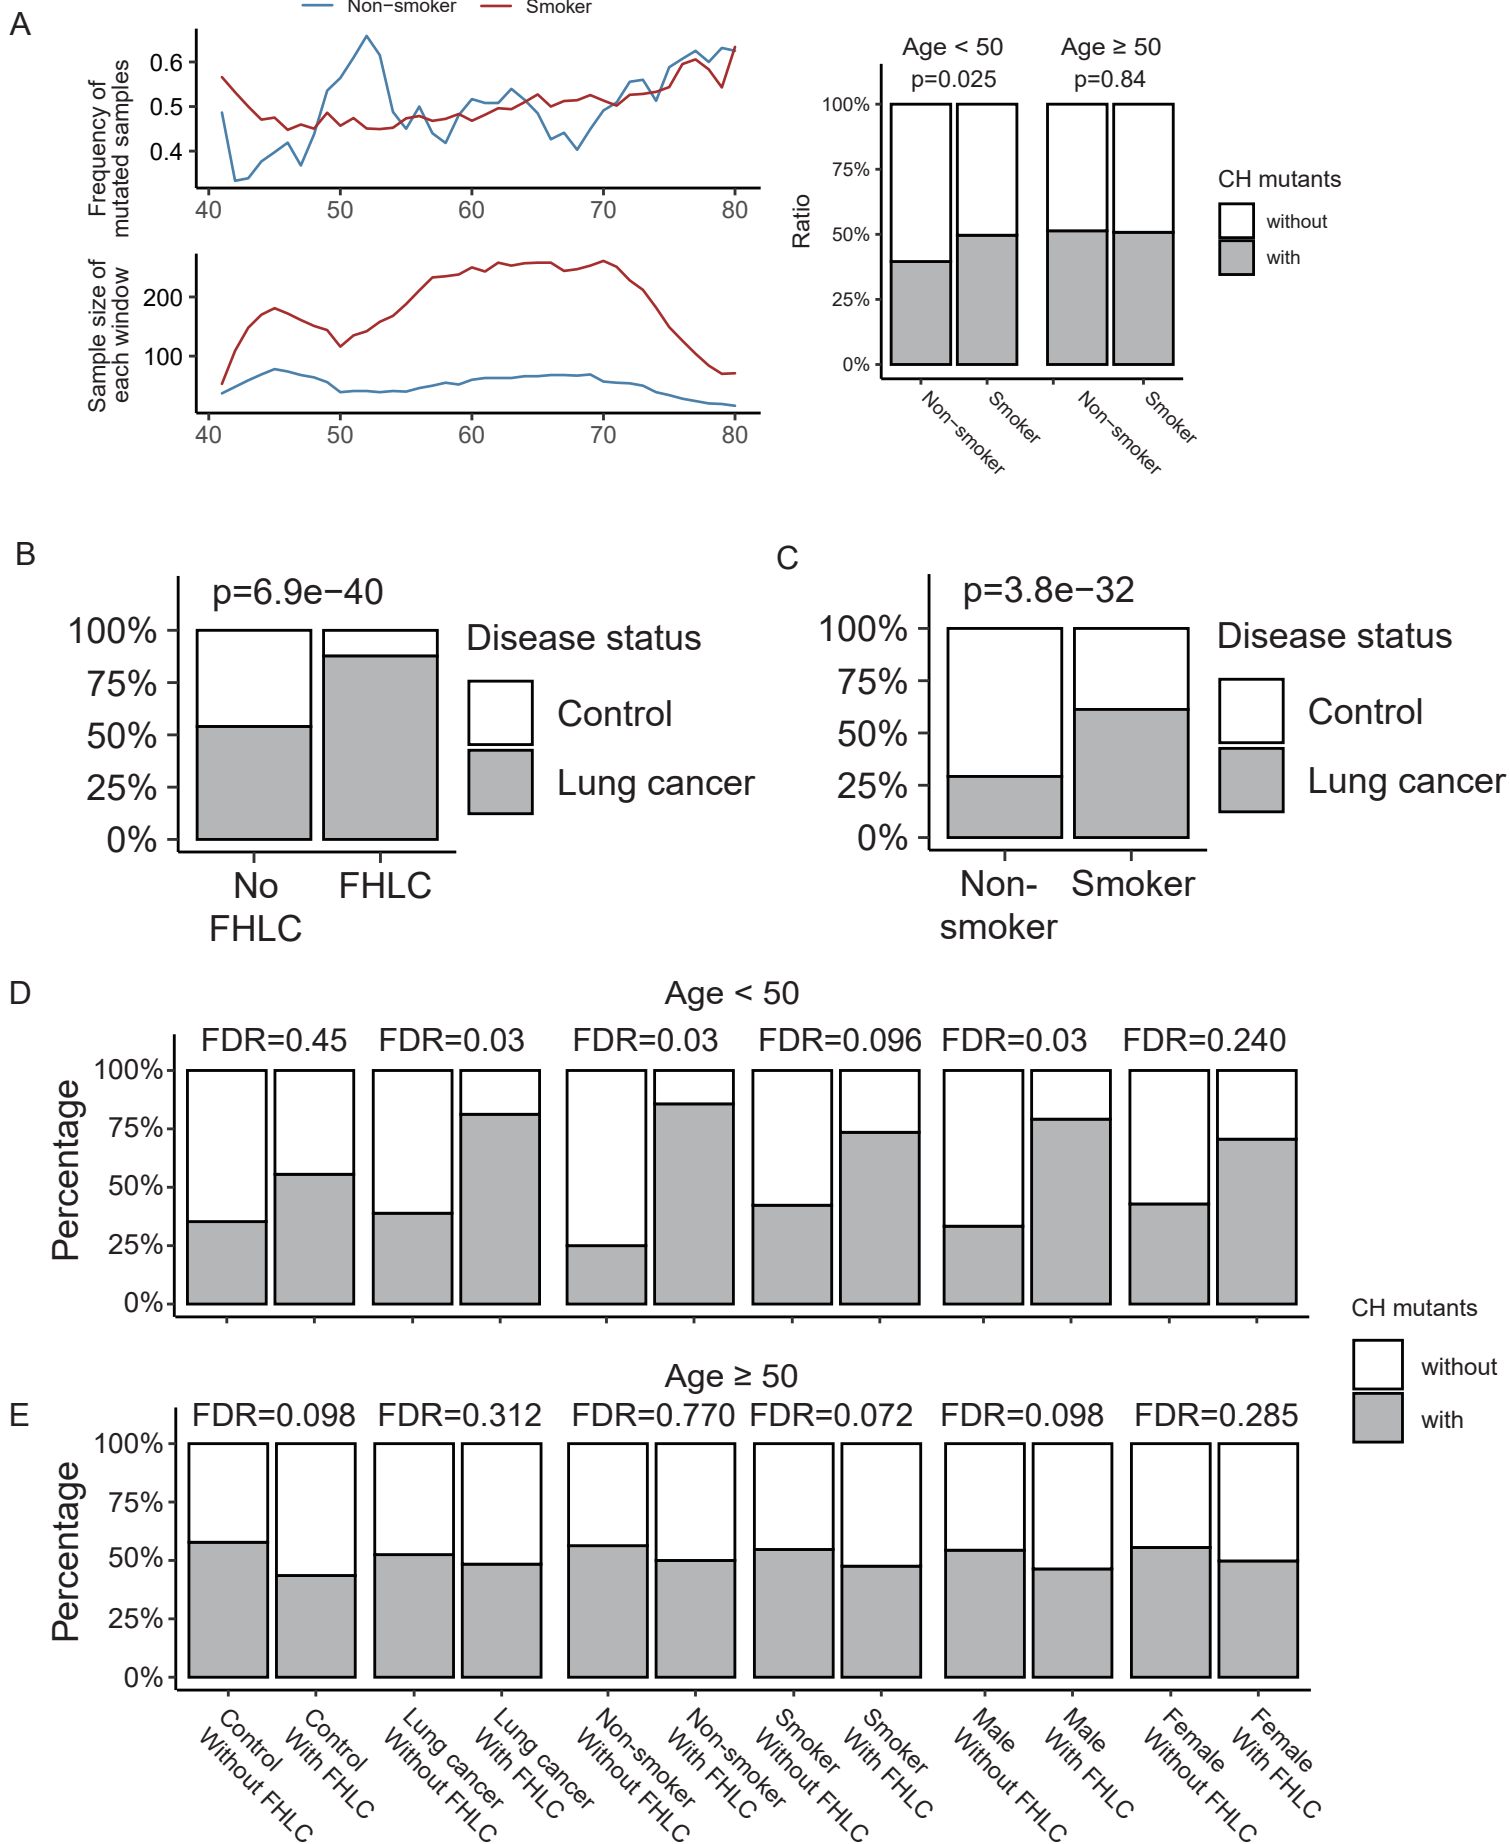 A
Non−smoker
Smoker
Frequency of
mutated samples
0.6
0.5
0.4
40
50
60
70
80
Sample size of
each window
200
100
40
50
60
70
80
Age < 50
Age ≥ 50
p=0.025
p=0.84
Ratio
100%
75%
50%
25%
0%
Non−smoker
Smoker
Non−smoker
Smoker
CH mutants
without
with
B
p=6.9e−40
100%
75%
50%
25%
0%
No
FHLC
FHLC
Disease status
Control
Lung cancer
C
p=3.8e−32
100%
75%
50%
25%
0%
Non-
smoker
Smoker
Disease status
Control
Lung cancer
D
Age < 50
FDR=0.45
FDR=0.03
FDR=0.03
FDR=0.096
FDR=0.03
FDR=0.240
Percentage
100%
75%
50%
25%
0%
CH mutants
without
with
E
Age ≥ 50
FDR=0.098
FDR=0.312
FDR=0.770
FDR=0.072
FDR=0.098
FDR=0.285
Percentage
100%
75%
50%
25%
0%
Control
Without FHLC
Control
With FHLC
Lung cancer
Without FHLC
Lung cancer
With FHLC
Non-smoker
Without FHLC
Non-smoker
With FHLC
Smoker
Without FHLC
Smoker
With FHLC
Male
Without FHLC
Male
With FHLC
Female
Without FHLC
Female
With FHLC